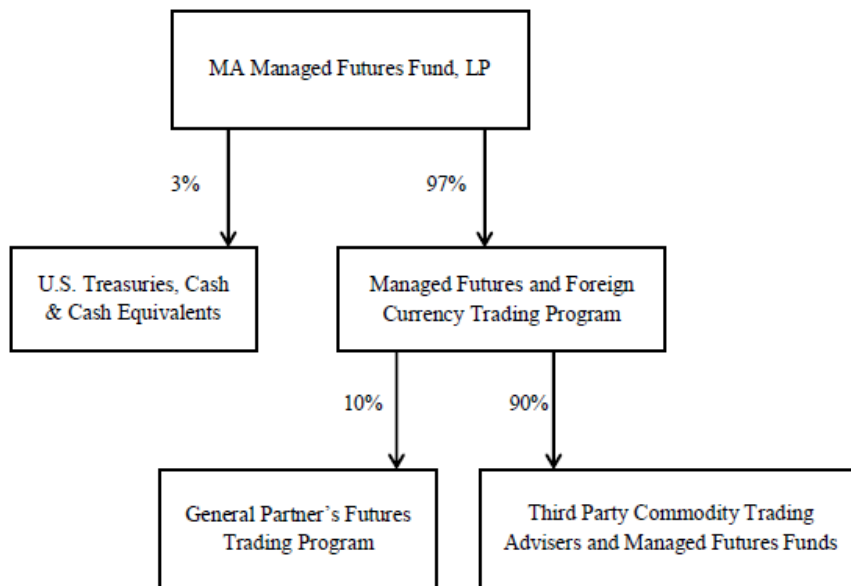 MA Managed Futures Fund, LP
3%
97%
U.S. Treasuries, Cash
& Cash Equivalents
Managed Futures and Foreign
Currency Trading Program
10%
90%
General Partner’s Futures
Trading Program
Third Party Commodity Trading
Advisers and Managed Futures Funds